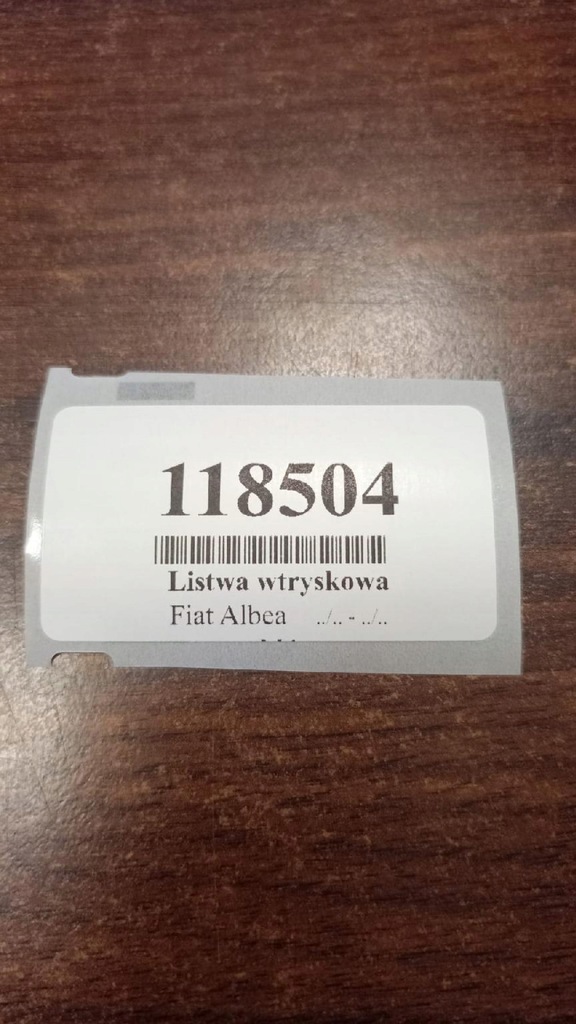 118504
Listwa wtryskowa
Fiat Albea ../.. - ../..